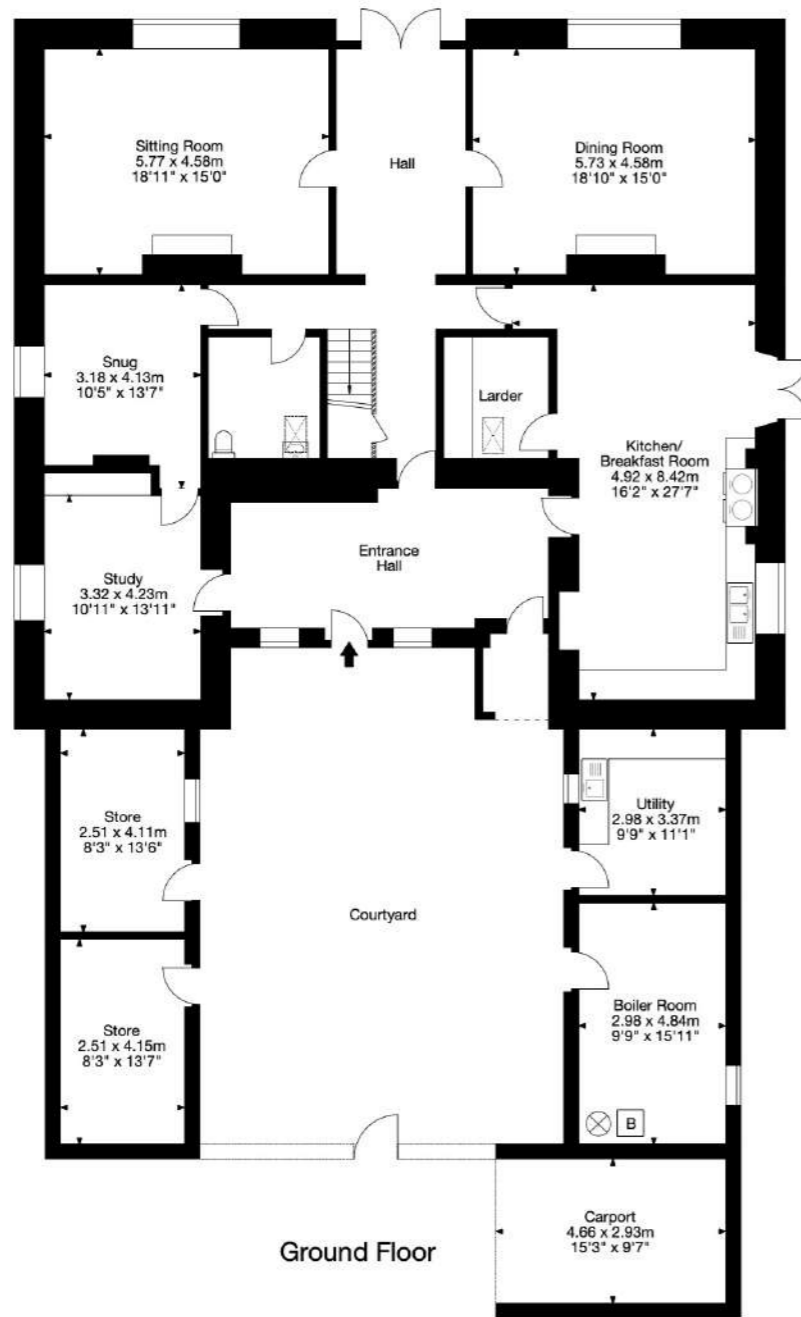 Sitting Room
5.77 x 4.58m
18'11" x 15'0"
Hall
Dining Room
5.73 x 4.58m
18'10" x 15'0"
Snug
3.18 x 4.13m
10'5" x 13'7"
Larder
Kitchen/
Breakfast Room
4.92 x 8.42m
16'2" x 27'7"
Entrance
Hall
Study
3.32 x 4.23m
10'11" x 13'11"
Store
2.51 x 4.11m
8'3" x 13'6"
Utility
2.98 x 3.37m
9'9" x 11'1"
Courtyard
Store
2.51 x 4.15m
8'3" x 13'7"
Boiler Room
2.98 x 4.84m
9'9" x 15'11"
B
Carport
4.66 x 2.93m
15'3" x 9'7"
Ground Floor